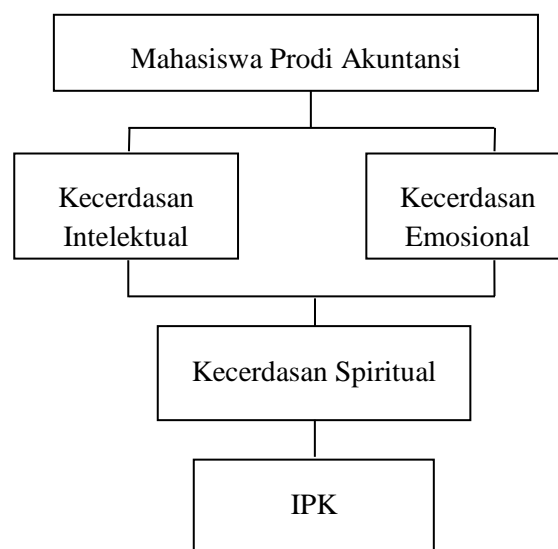 Mahasiswa Prodi Akuntansi
Kecerdasan
Intelektual
Kecerdasan
Emosional
Kecerdasan Spiritual
IPK